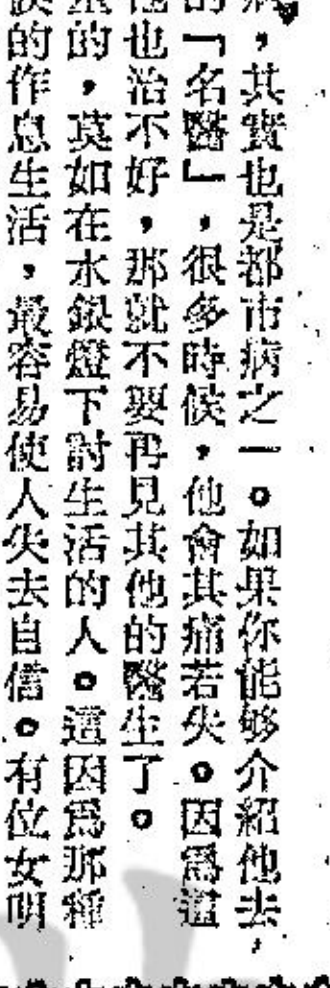 病，其實也是都市病之一。如果你能够介紹他去，
的「名醫」，很多時候，他會其痛若失。因爲這
他也治不好，那就不要再見其他的醫生了。
重的，莫如在水銀燈下討生活的人。這因爲那種
的作息生活，最容易使人失去自信。有位女明